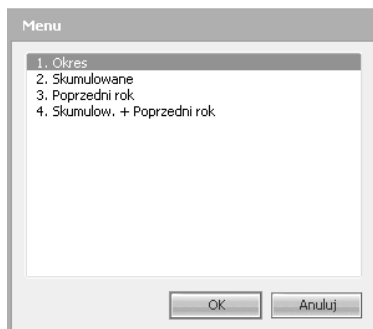 Menu
1. Okres
2. Skumulowane
3. Poprzedni rok
4. Skumulow. + Poprzedni rok
OK Anuluj